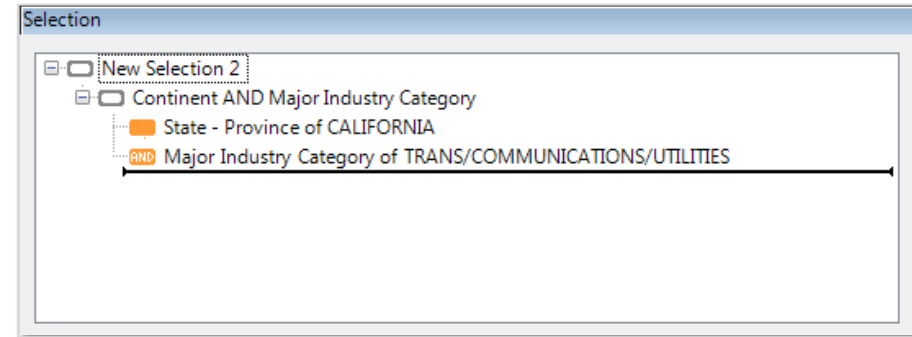 Selection
New Selection 2
Continent AND Major Industry Category
State - Province of CALIFORNIA
AND Major Industry Category of TRANS/COMMUNICATIONS/UTILITIES